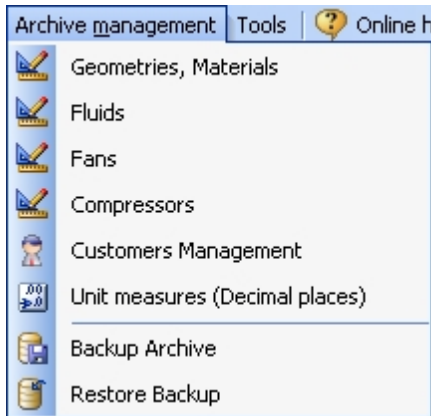 Archive management Tools Online
Geometries, Materials
Fluids
Fans
Compressors
Customers Management
Unit measures (Decimal places)
Backup Archive
Restore Backup